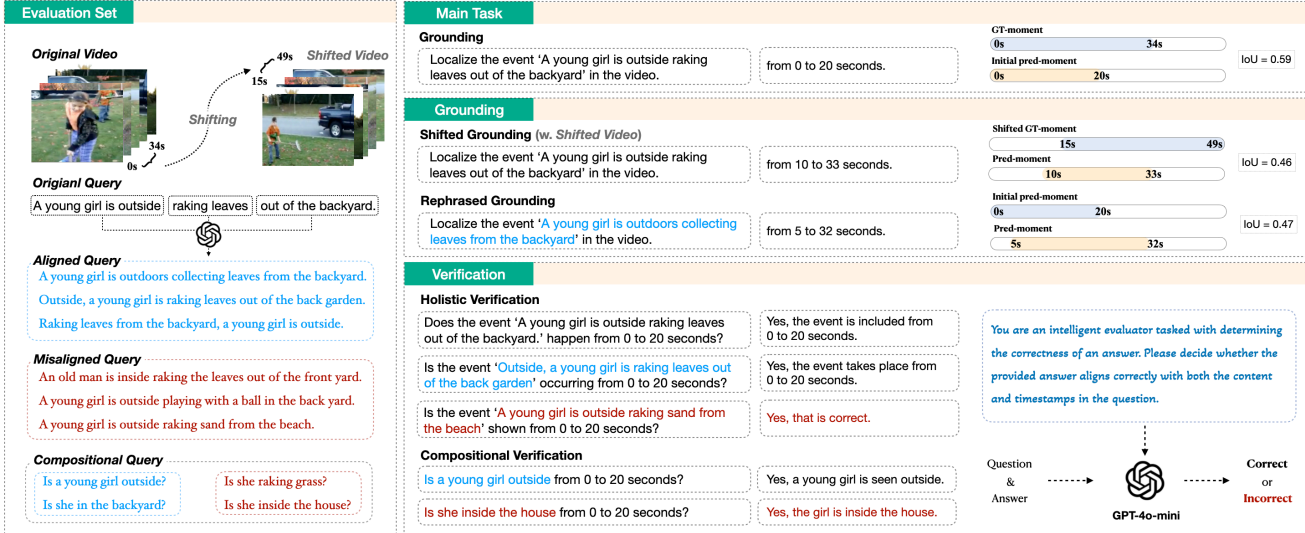 Evaluation Set
Original Video
Shifted Video
49s
15s
Shifting
34s
0s
Origianl Query
A young girl is outside
raking leaves
out of the backyard.
Aligned Query
A young girl is outdoors collecting leaves from the backyard.
Outside, a young girl is raking leaves out of the back garden.
Raking leaves from the backyard, a young girl is outside.
Misaligned Query
An old man is inside raking the leaves out of the front yard.
A young girl is outside playing with a ball in the back yard.
A young girl is outside raking sand from the beach.
Compositional Query
Is a young girl outside?
Is she in the backyard?
Is she raking grass?
Is she inside the house?
Main Task
Grounding
Localize the event ‘A young girl is outside raking
leaves out of the backyard’ in the video.
from 0 to 20 seconds.
GT-moment
0s 34s
Initial pred-moment
0s 20s
IoU = 0.59
Grounding
Shifted Grounding (w. Shifted Video)
Localize the event ‘A young girl is outside raking
leaves out of the backyard’ in the video.
from 10 to 33 seconds.
Shifted GT-moment
15s 49s
Pred-moment
10s 33s
IoU = 0.46
Rephrased Grounding
Localize the event ‘A young girl is outdoors collecting
leaves from the backyard’ in the video.
from 5 to 32 seconds.
Initial pred-moment
0s 20s
Pred-moment
5s 32s
IoU = 0.47
Verification
Holistic Verification
Does the event ‘A young girl is outside raking leaves
out of the backyard.’ happen from 0 to 20 seconds?
Yes, the event is included from
0 to 20 seconds.
Is the event ‘Outside, a young girl is raking leaves out
of the back garden’ occurring from 0 to 20 seconds?
Yes, the event takes place from
0 to 20 seconds.
Is the event ‘A young girl is outside raking sand from
the beach’ shown from 0 to 20 seconds?
Yes, that is correct.
Compositional Verification
Is a young girl outside from 0 to 20 seconds?
Yes, a young girl is seen outside.
Is she inside the house from 0 to 20 seconds?
Yes, the girl is inside the house.
You are an intelligent evaluator tasked with determining
the correctness of an answer. Please decide whether the
provided answer aligns correctly with both the content
and timestamps in the question.
Question
&
Answer
GPT-4o-mini
Correct
or
Incorrect